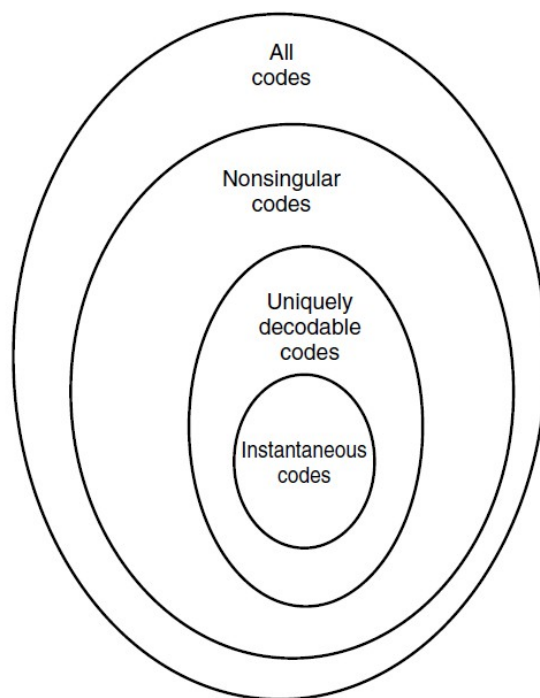 All
codes
Nonsingular
codes
Uniquely
decodable
codes
Instantaneous
codes